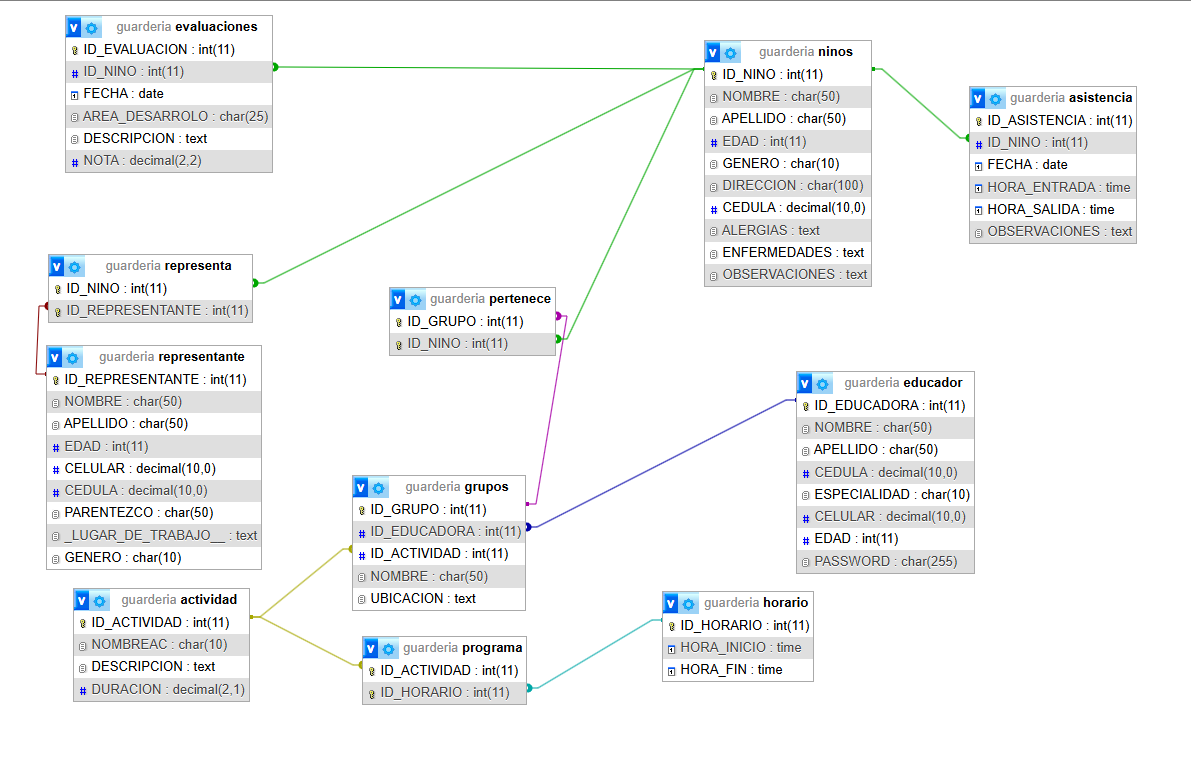 guarderia evaluaciones
ID_EVALUACION : int(11)
ID_NINO : int(11)
FECHA : date
AREA_DESARROLO : char(25)
DESCRIPCION : text
NOTA : decimal(2,2)
guarderia ninos
ID_NINO : int(11)
NOMBRE : char(50)
APELLIDO : char(50)
EDAD : int(11)
GENERO : char(10)
DIRECCION : char(100)
CEDULA : decimal(10,0)
ALERGIAS : text
ENFERMEDADES : text
OBSERVACIONES : text
guarderia asistencia
ID_ASISTENCIA : int(11)
ID_NINO : int(11)
FECHA : date
HORA_ENTRADA : time
HORA_SALIDA : time
OBSERVACIONES : text
guarderia representa
ID_NINO : int(11)
ID_REPRESENTANTE : int(11)
guarderia pertenece
ID_GRUPO : int(11)
ID_NINO : int(11)
guarderia representante
ID_REPRESENTANTE : int(11)
NOMBRE : char(50)
APELLIDO : char(50)
EDAD : int(11)
CELULAR : decimal(10,0)
CEDULA : decimal(10,0)
PARENTEZCO : char(50)
_LUGAR_DE_TRABAJO__ : text
GENERO : char(10)
guarderia educador
ID_EDUCADORA : int(11)
NOMBRE : char(50)
APELLIDO : char(50)
CEDULA : decimal(10,0)
ESPECIALIDAD : char(10)
CELULAR : decimal(10,0)
EDAD : int(11)
PASSWORD : char(255)
guarderia grupos
ID_GRUPO : int(11)
ID_EDUCADORA : int(11)
ID_ACTIVIDAD : int(11)
NOMBRE : char(50)
UBICACION : text
guarderia actividad
ID_ACTIVIDAD : int(11)
NOMBREAC : char(10)
DESCRIPCION : text
DURACION : decimal(2,1)
guarderia programa
ID_ACTIVIDAD : int(11)
ID_HORARIO : int(11)
guarderia horario
ID_HORARIO : int(11)
HORA_INICIO : time
HORA_FIN : time